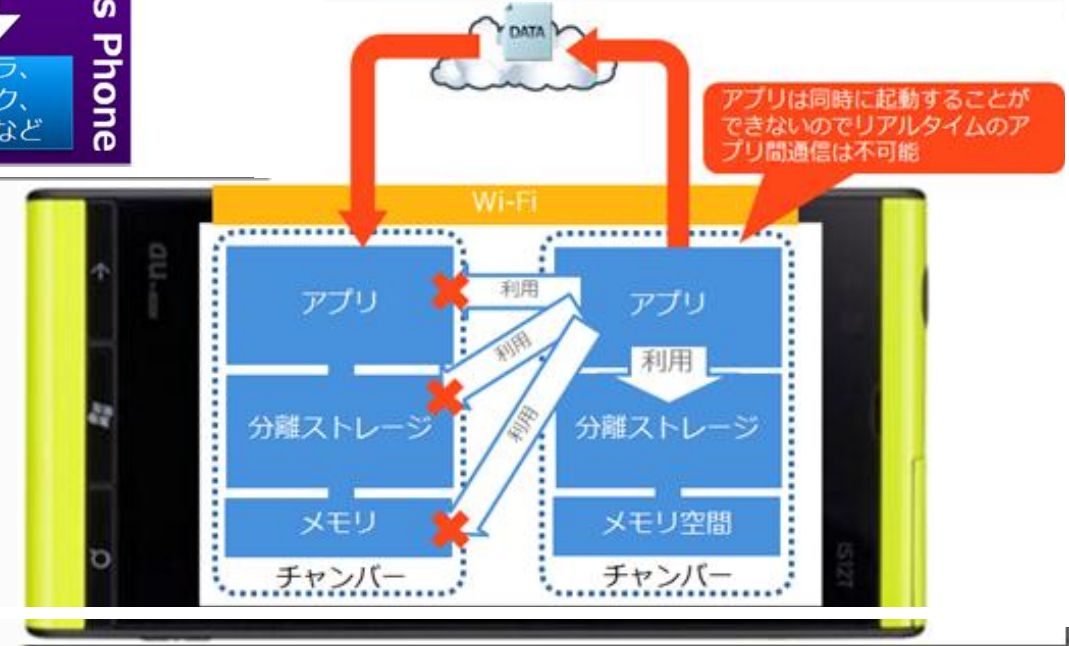 s Phone
ラ、
ク、
など
DATA
アプリは同時に起動することが
できないのでリアルタイムのア
プリ間通信は不可能
Wi-Fi
au
アプリ
利用
アプリ
利用
利用
分離ストレージ
利用
分離ストレージ
メモリ
メモリ空間
チャンバー
チャンバー
IS12T